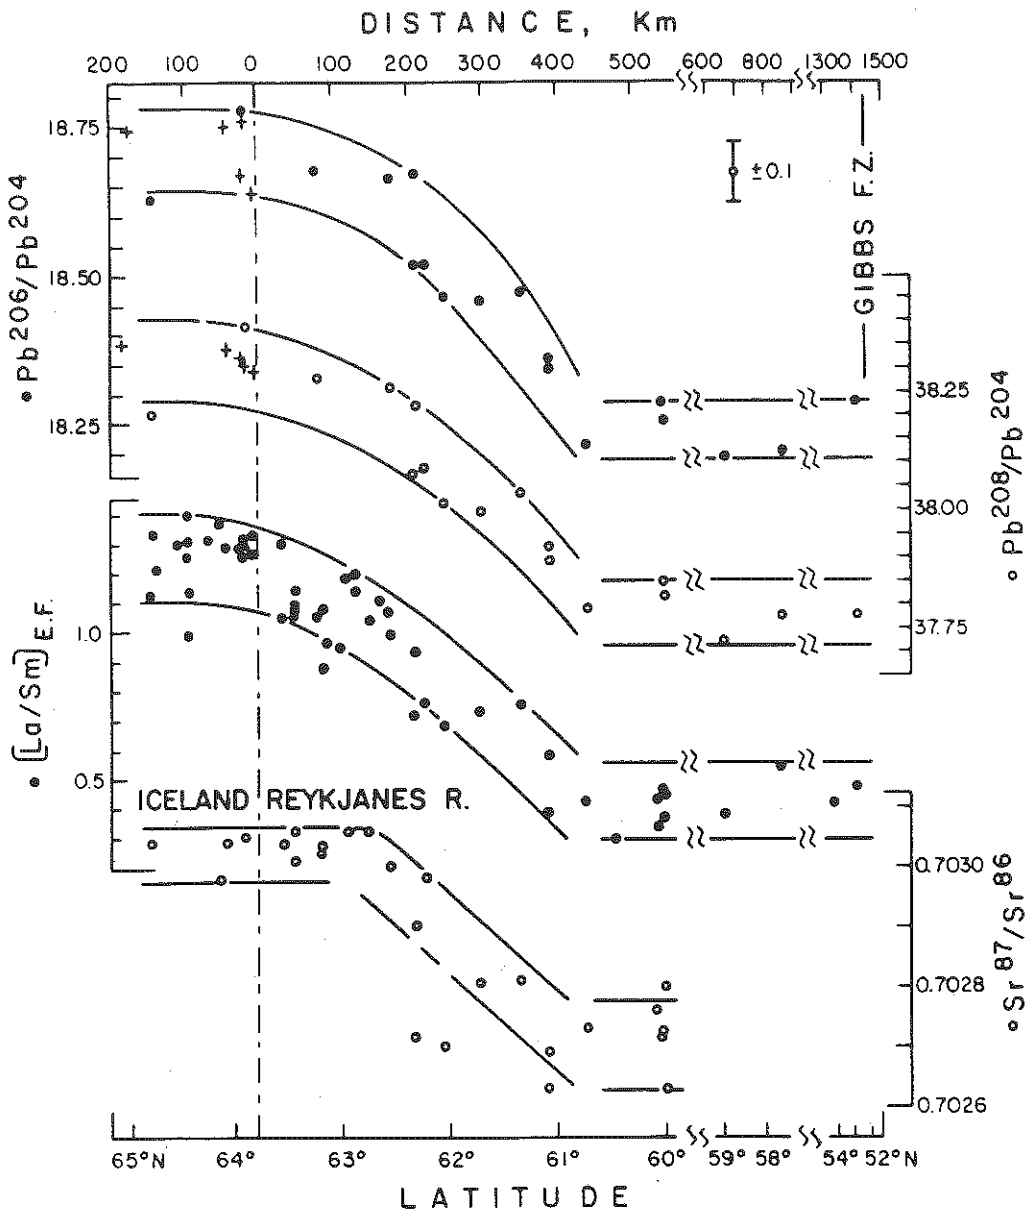 DISTANCE, Km
200 100 0 100 200 300 400 500 600 800 1300 1500
18.75
18.50
18.25
Pb206/Pb204
±0.1
GIBBS F.Z.
38.25
38.00
37.75
Pb208/Pb204
1.0
0.5
(La/Sm) E.F.
ICELAND REYKJANES R.
0.7030
0.7028
0.7026
Sr87/Sr86
65°N 64° 63° 62° 61° 60° 59° 58° 54° 52°N
LATITUDE